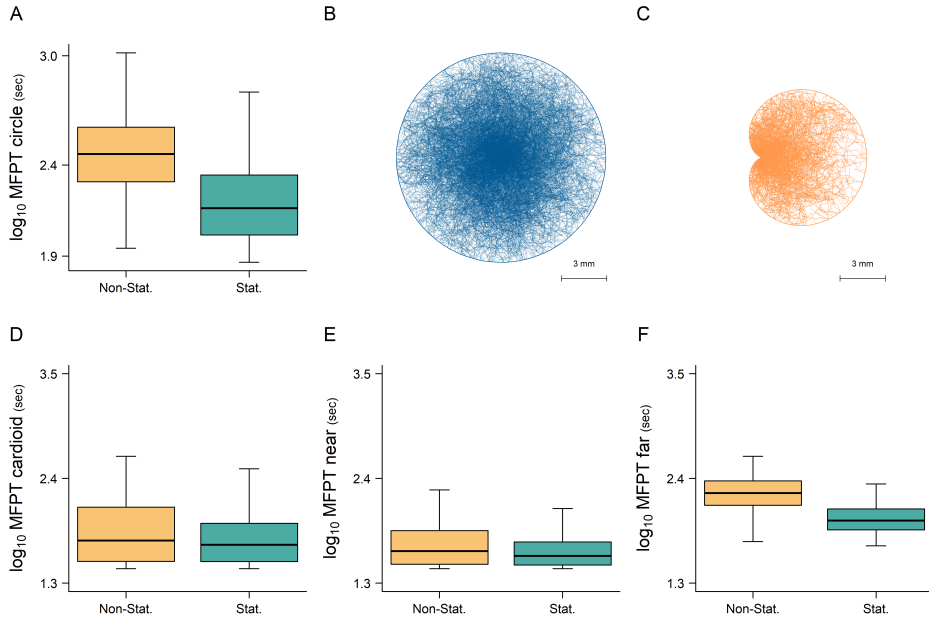 A
B
C
log10 MFPT circle (sec)
3.0
2.4
1.9
Non-Stat.
Stat.
3 mm
3 mm
D
E
F
log10 MFPT cardioid (sec)
3.5
2.4
1.3
Non-Stat.
Stat.
log10 MFPT near (sec)
3.5
2.4
1.3
Non-Stat.
Stat.
log10 MFPT far (sec)
3.5
2.4
1.3
Non-Stat.
Stat.